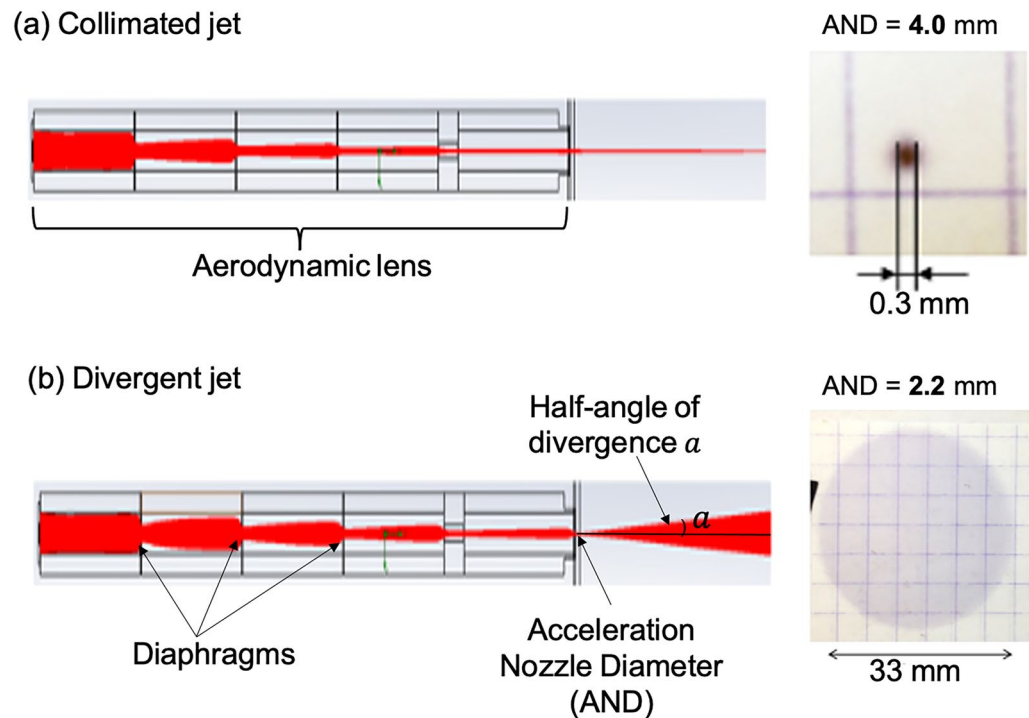 (a) Collimated jet
AND = 4.0 mm
Aerodynamic lens
0.3 mm
(b) Divergent jet
AND = 2.2 mm
Half-angle of
divergence a
a
Diaphragms
Acceleration
Nozzle Diameter
(AND)
33 mm